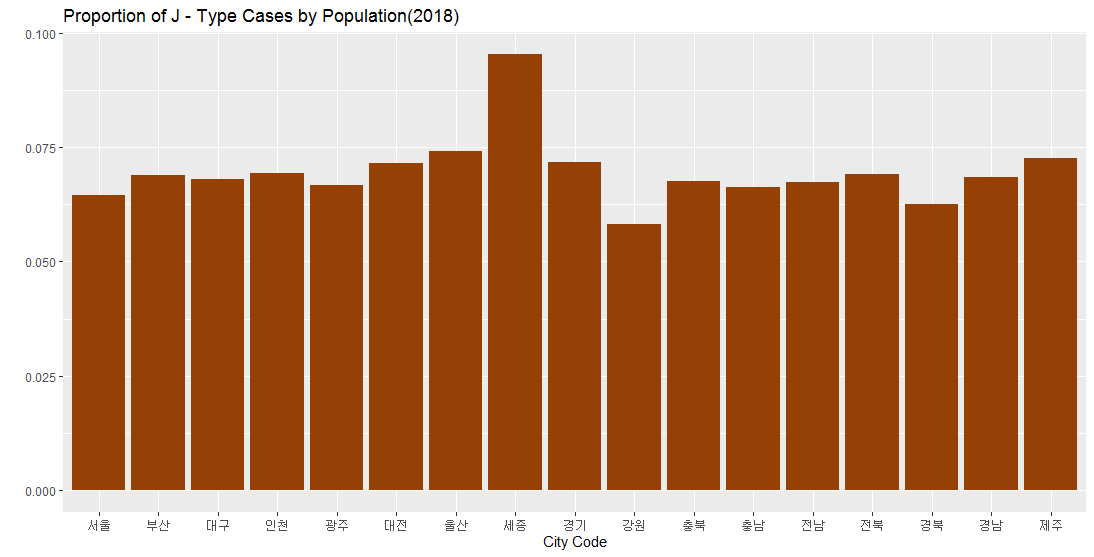 Proportion of J - Type Cases by Population(2018)
0.100
0.075
0.050
0.025
0.000
서울 부산 대구 인천 광주 대전 울산 세종 경기 강원 충북 충남 전남 전북 경북 경남 제주
City Code